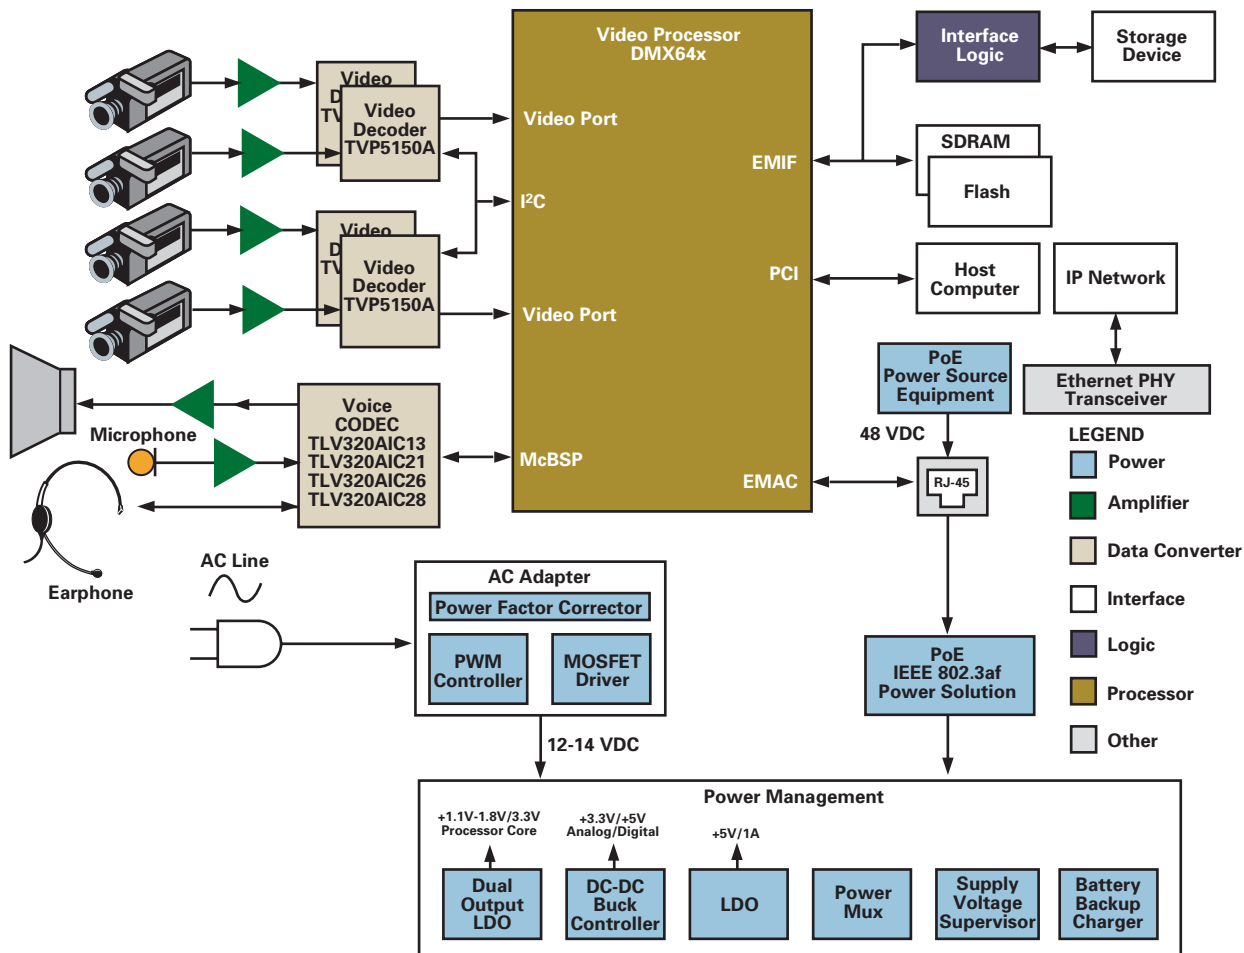 Video Processor
DMX64x
Interface
Logic
Storage
Device
Video
D
TV
Video
Decoder
TVP5150A
Video Port
EMIF
SDRAM
Flash
I²C
Video
D
TV
Video
Decoder
TVP5150A
Video Port
PCI
Host
Computer
IP Network
PoE
Power Source
Equipment
Ethernet PHY
Transceiver
48 VDC
Voice
CODEC
TLV320AIC13
TLV320AIC21
TLV320AIC26
TLV320AIC28
Microphone
McBSP
EMAC
RJ-45
Earphone
LEGEND
Power
Amplifier
Data Converter
Interface
Logic
Processor
Other
AC Line
AC Adapter
Power Factor Corrector
PWM
Controller
MOSFET
Driver
PoE
IEEE 802.3af
Power Solution
12-14 VDC
Power Management
+1.1V-1.8V/3.3V
Processor Core
+3.3V/+5V
Analog/Digital
+5V/1A
Dual
Output
LDO
DC-DC
Buck
Controller
LDO
Power
Mux
Supply
Voltage
Supervisor
Battery
Backup
Charger